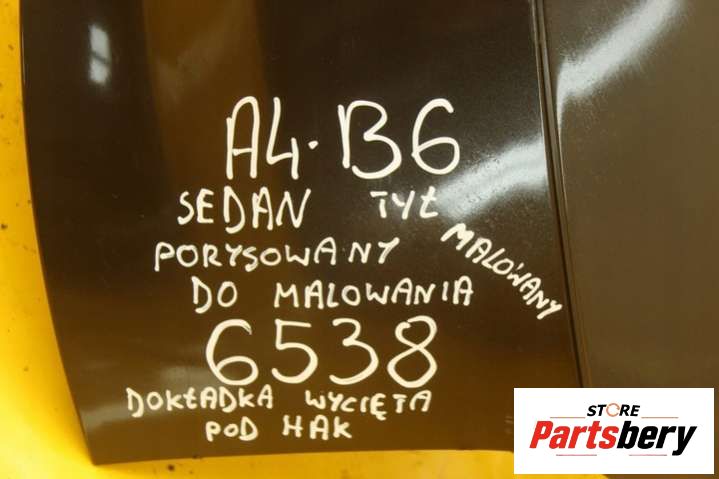 A4·B6
SEDAN TYŁ
MALOWANY
PORYSOWANY
DO MALOWANIA
6538
DOKŁADKA WYCIĘTA
POD HAK
STORE
Partsbery